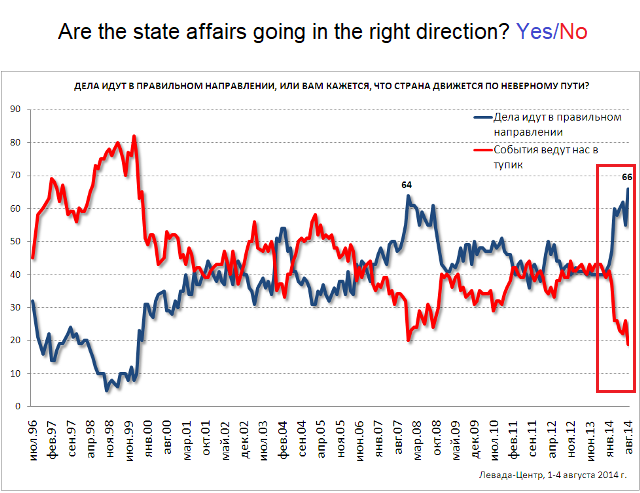 Are the state affairs going in the right direction? Yes/No
ДЕЛА ИДУТ В ПРАВИЛЬНОМ НАПРАВЛЕНИИ, ИЛИ ВАМ КАЖЕТСЯ, ЧТО СТРАНА ДВИЖЕТСЯ ПО НЕВЕРНОМУ ПУТИ?
Дела идут в правильном
направлении
События ведут нас в
тупик
90
80
70
60
50
40
30
20
10
0
64
66
июл.96
фев.97
сен.97
апр.98
ноя.98
июн.99
янв.00
авг.00
мар.01
окт.01
май.02
дек.02
июл.03
фев.04
сен.04
апр.05
ноя.05
июн.06
янв.07
авг.07
мар.08
окт.08
май.09
дек.09
июл.10
фев.11
сен.11
апр.12
ноя.12
июн.13
янв.14
авг.14
Левада-Центр, 1-4 августа 2014 г.